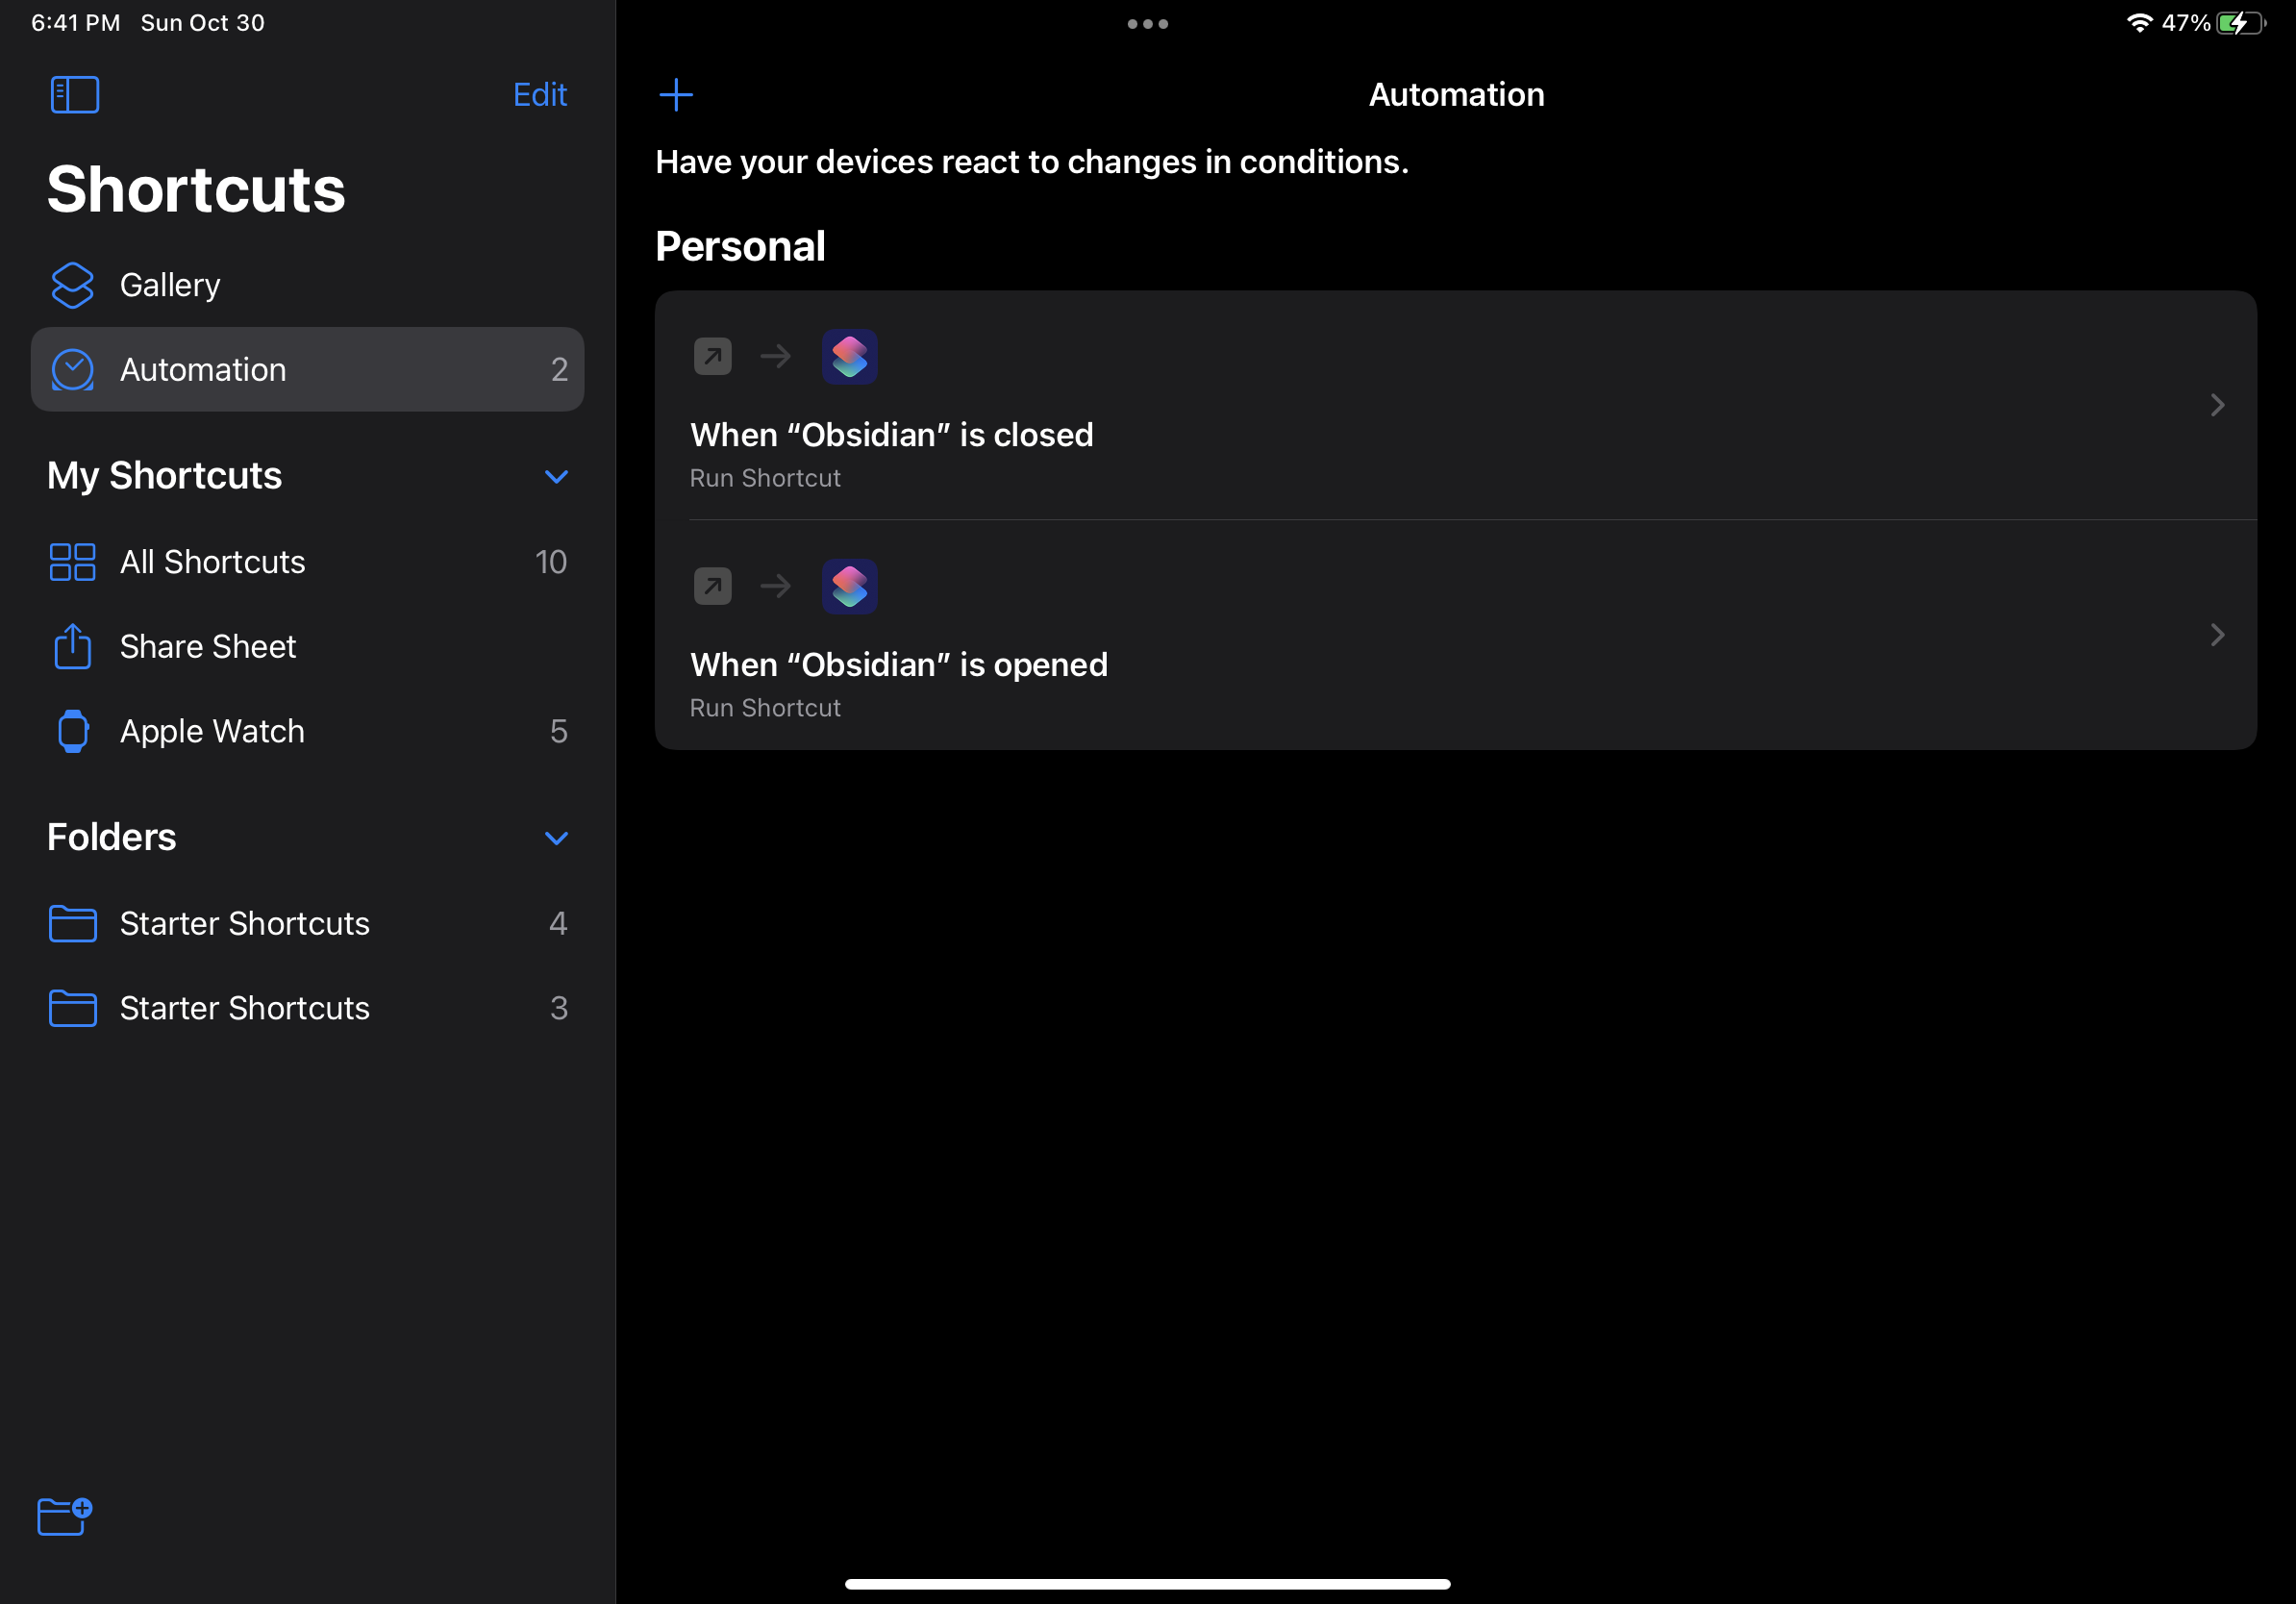 6:41 PM Sun Oct 30
47%
Edit
Shortcuts
Gallery
Automation 2
My Shortcuts
All Shortcuts 10
Share Sheet
Apple Watch 5
Folders
Starter Shortcuts 4
Starter Shortcuts 3
Automation
Have your devices react to changes in conditions.
Personal
When “Obsidian” is closed
Run Shortcut
When “Obsidian” is opened
Run Shortcut